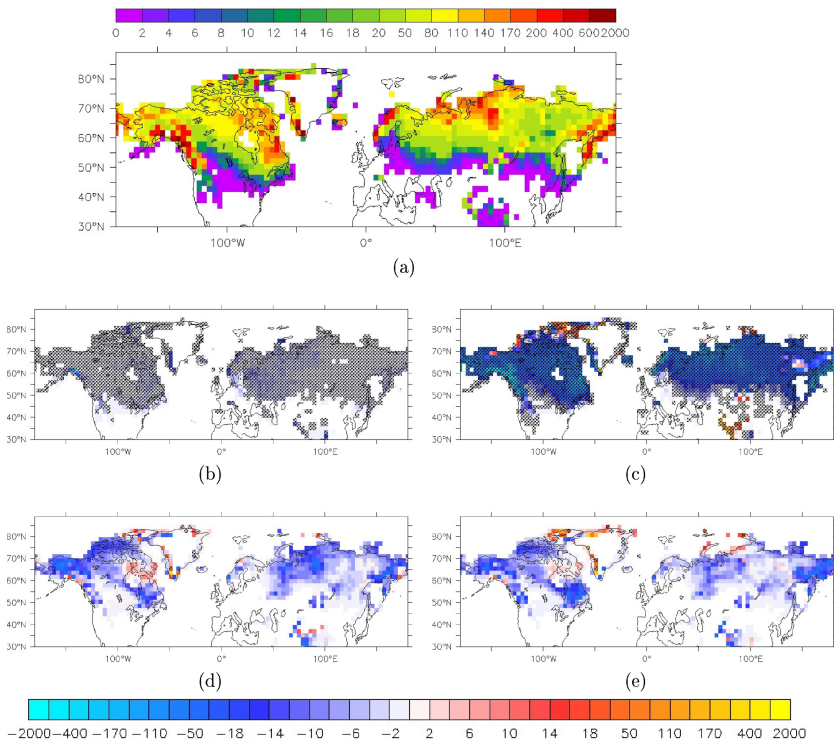 0 2 4 6 8 10 12 14 16 18 20 50 80 110 140 170 200 400 600 2000
80°N
70°N
60°N
50°N
40°N
30°N
100°W 0° 100°E
(a)
80°N 80°N
70°N 70°N
60°N 60°N
50°N 50°N
40°N 40°N
30°N 30°N
100°W 0° 100°E 100°W 0° 100°E
(b) (c)
80°N 80°N
70°N 70°N
60°N 60°N
50°N 50°N
40°N 40°N
30°N 30°N
100°W 0° 100°E 100°W 0° 100°E
(d) (e)
−2000 −400 −170 −110 −50 −18 −14 −10 −6 −2 2 6 10 14 18 50 110 170 400 2000